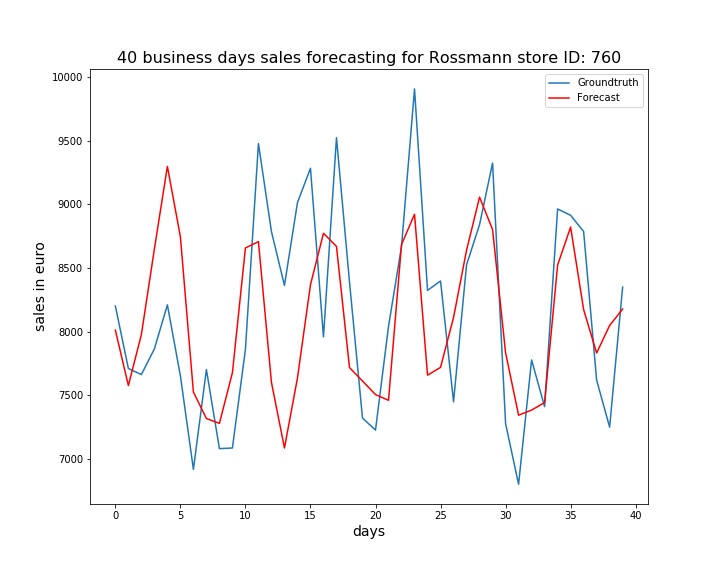 40 business days sales forecasting for Rossmann store ID: 760
Groundtruth
Forecast
sales in euro
10000
9500
9000
8500
8000
7500
7000
0 5 10 15 20 25 30 35 40
days